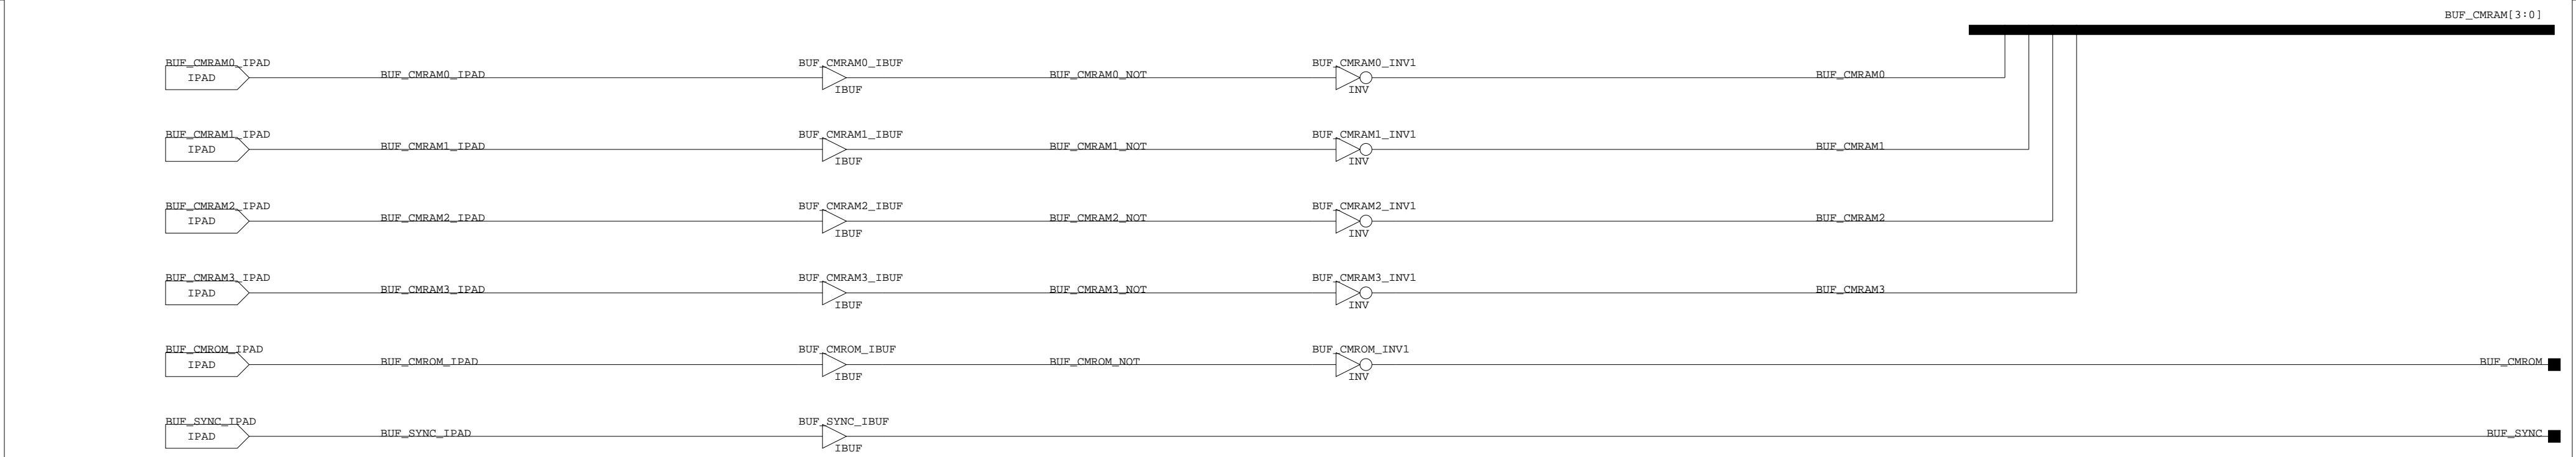 BUF_CMRAM[3:0]
BUF_CMRAM0_IPAD BUF_CMRAM0_IBUF BUF_CMRAM0_INV1
IPAD BUF_CMRAM0_IPAD BUF_CMRAM0_NOT BUF_CMRAM0
IBUF INV
BUF_CMRAM1_IPAD BUF_CMRAM1_IBUF BUF_CMRAM1_INV1
IPAD BUF_CMRAM1_IPAD BUF_CMRAM1_NOT BUF_CMRAM1
IBUF INV
BUF_CMRAM2_IPAD BUF_CMRAM2_IBUF BUF_CMRAM2_INV1
IPAD BUF_CMRAM2_IPAD BUF_CMRAM2_NOT BUF_CMRAM2
IBUF INV
BUF_CMRAM3_IPAD BUF_CMRAM3_IBUF BUF_CMRAM3_INV1
IPAD BUF_CMRAM3_IPAD BUF_CMRAM3_NOT BUF_CMRAM3
IBUF INV
BUF_CMROM_IPAD BUF_CMROM_IBUF BUF_CMROM_INV1
IPAD BUF_CMROM_IPAD BUF_CMROM_NOT BUF_CMROM
IBUF INV
BUF_SYNC_IPAD BUF_SYNC_IBUF
IPAD BUF_SYNC_IPAD BUF_SYNC
IBUF